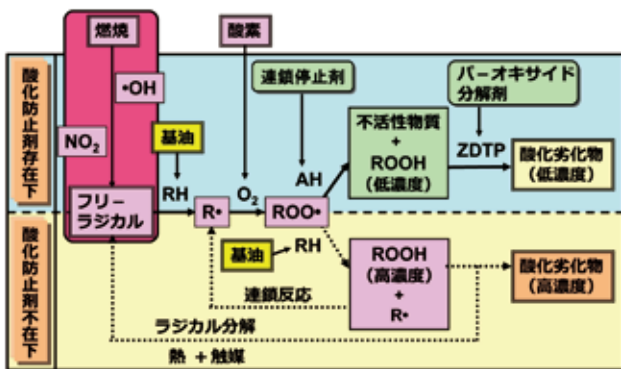 酸化防止剤存在下
燃焼
酸素
•OH
NO₂
連鎖停止剤
パーオキサイド
分解剤
基油
不活性物質
+
ROOH
(低濃度)
ZDTP
酸化劣化物
(低濃度)
フリー
ラジカル
RH
R•
O₂
ROO•
AH
酸化防止剤不在下
基油
RH
ROOH
(高濃度)
+
R•
酸化劣化物
(高濃度)
連鎖反応
ラジカル分解
熱 + 触媒